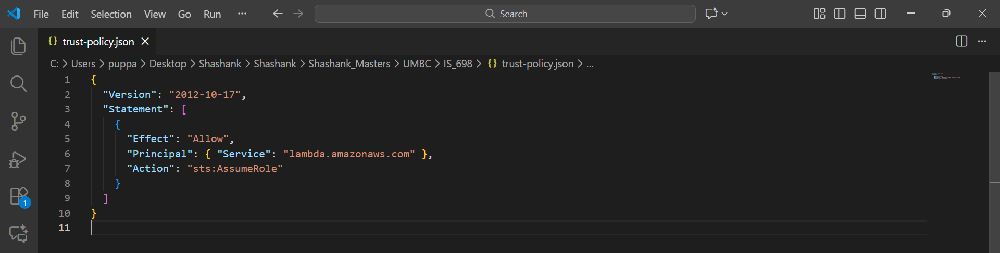 File Edit Selection View Go Run ··· Search
{} trust-policy.json
C: > Users > puppa > Desktop > Shashank > Shashank > Shashank_Masters > UMBC > IS_698 > {} trust-policy.json > ...
1 {
2   "Version": "2012-10-17",
3   "Statement": [
4     {
5       "Effect": "Allow",
6       "Principal": { "Service": "lambda.amazonaws.com" },
7       "Action": "sts:AssumeRole"
8     }
9   ]
10 }
11
1